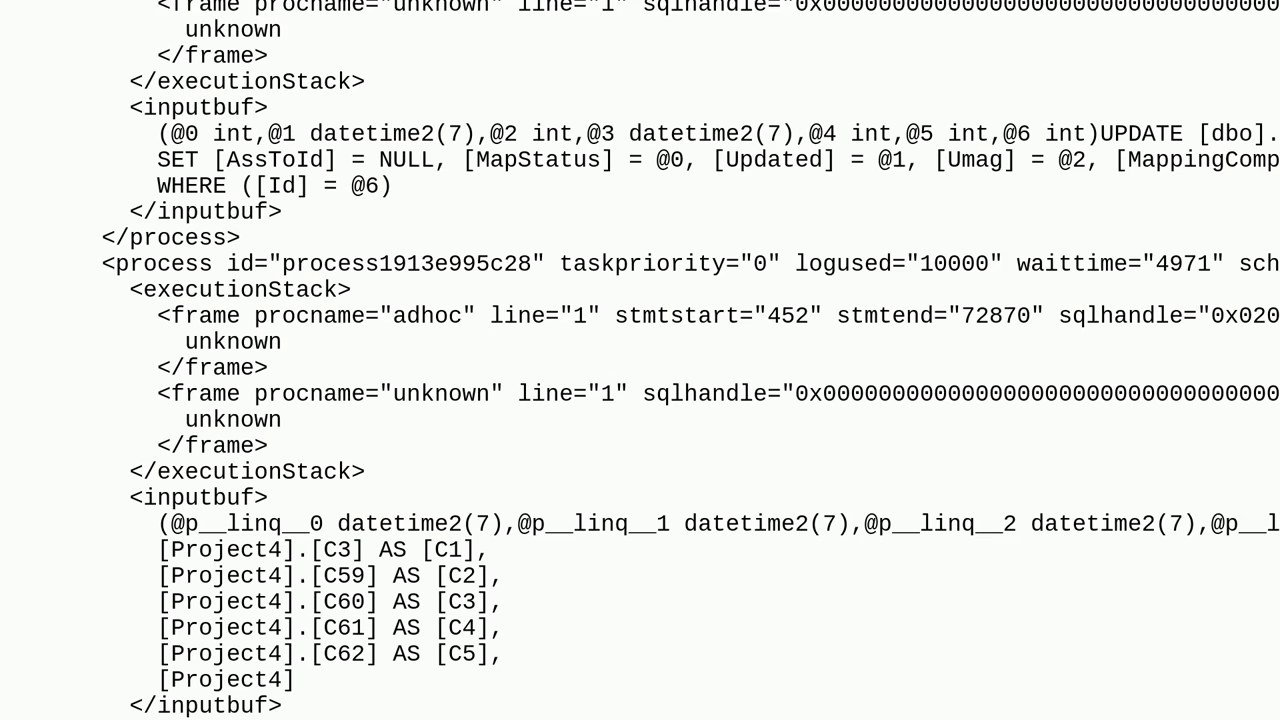 <frame procname="unknown" line="1" sqlhandle="0x0000000000000000000000000000000000
unknown
</frame>
</executionStack>
<inputbuf>
(@0 int,@1 datetime2(7),@2 int,@3 datetime2(7),@4 int,@5 int,@6 int)UPDATE [dbo].
SET [AssToId] = NULL, [MapStatus] = @0, [Updated] = @1, [Umag] = @2, [MappingComp
WHERE ([Id] = @6)
</inputbuf>
</process>
<process id="process1913e995c28" taskpriority="0" logused="10000" waittime="4971" sch
<executionStack>
<frame procname="adhoc" line="1" stmtstart="452" stmtend="72870" sqlhandle="0x020
unknown
</frame>
<frame procname="unknown" line="1" sqlhandle="0x0000000000000000000000000000000000
unknown
</frame>
</executionStack>
<inputbuf>
(@p__linq__0 datetime2(7),@p__linq__1 datetime2(7),@p__linq__2 datetime2(7),@p__l
[Project4].[C3] AS [C1],
[Project4].[C59] AS [C2],
[Project4].[C60] AS [C3],
[Project4].[C61] AS [C4],
[Project4].[C62] AS [C5],
[Project4]
</inputbuf>